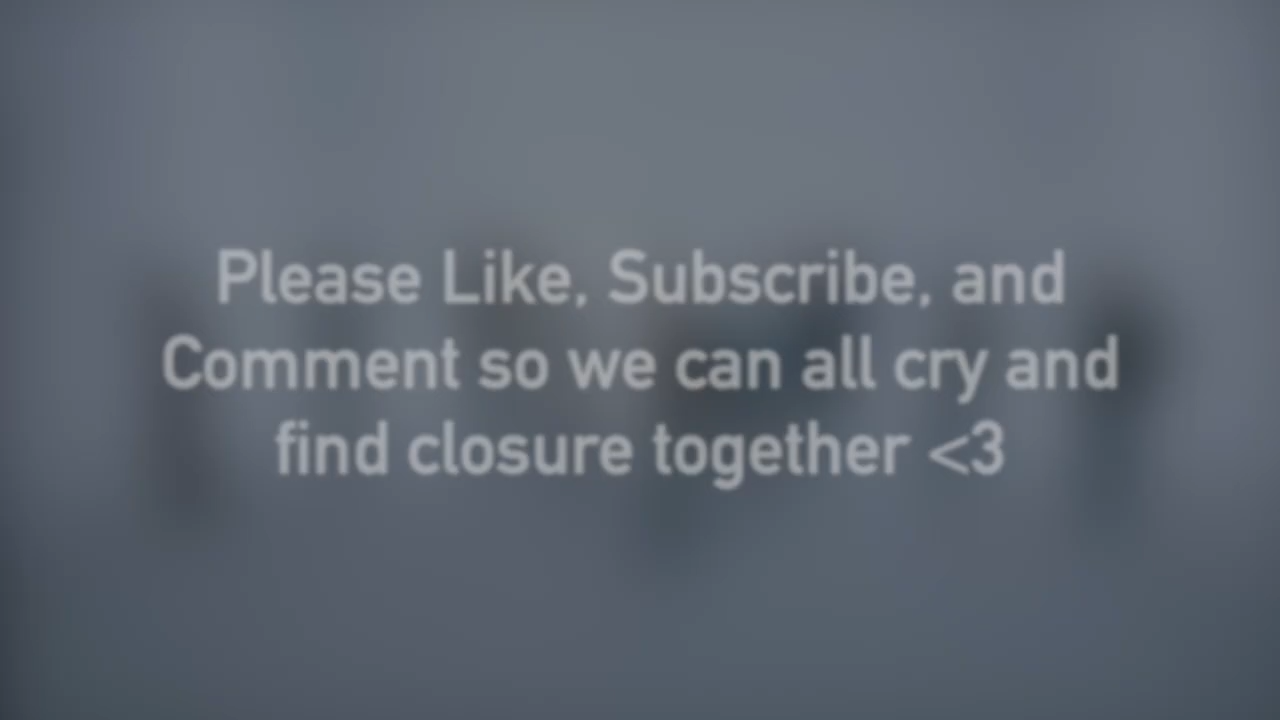 Please Like, Subscribe, and
Comment so we can all cry and
find closure together <3